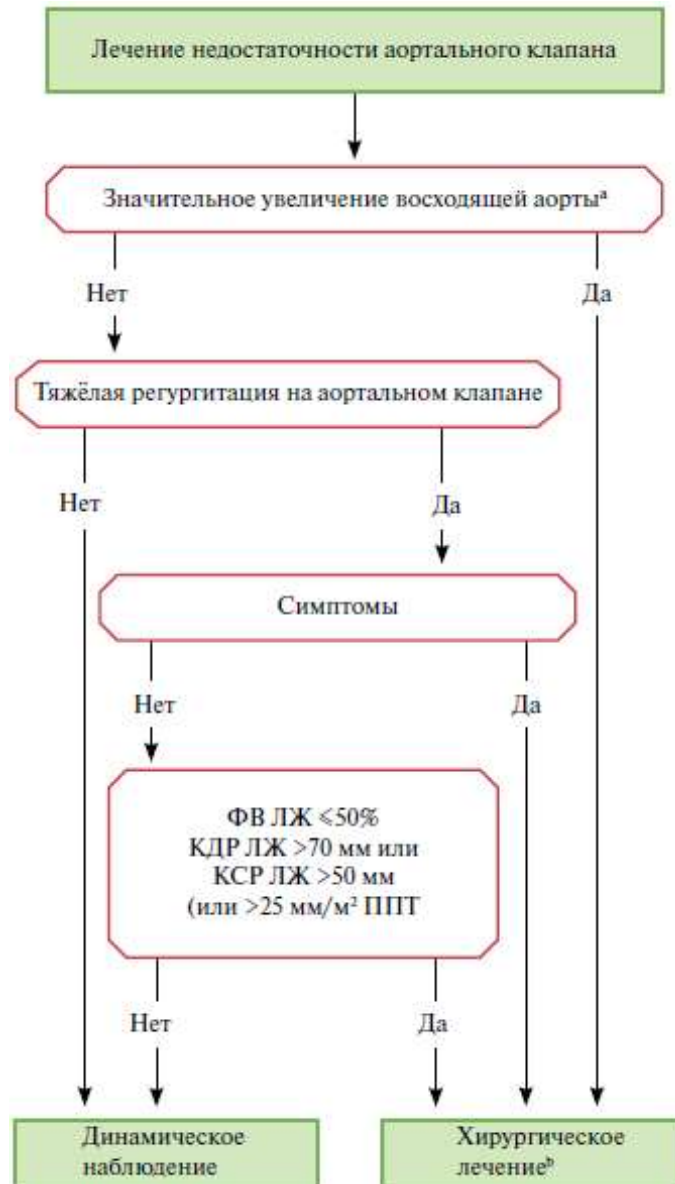 Лечение недостаточности аортального клапана
Значительное увеличение восходящей аортыᵃ
Нет
Да
Тяжёлая регургитация на аортальном клапане
Нет
Да
Симптомы
Нет
Да
ФВ ЛЖ ⩽50%
КДР ЛЖ >70 мм или
КСР ЛЖ >50 мм
(или >25 мм/м² ППТ
Нет
Да
Динамическое
наблюдение
Хирургическое
лечениеᵇ